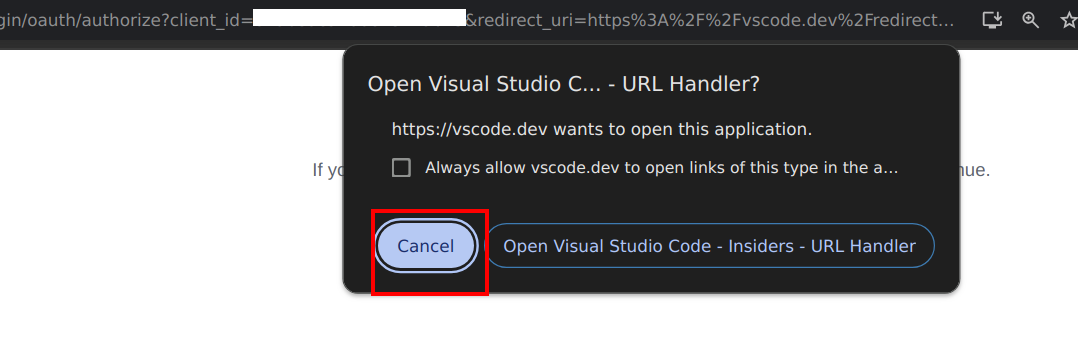 gin/oauth/authorize?client_id= &redirect_uri=https%3A%2F%2Fvscode.dev%2Fredirect…
Open Visual Studio C... - URL Handler?
https://vscode.dev wants to open this application.
Always allow vscode.dev to open links of this type in the a…
If yo nue.
Cancel Open Visual Studio Code - Insiders - URL Handler